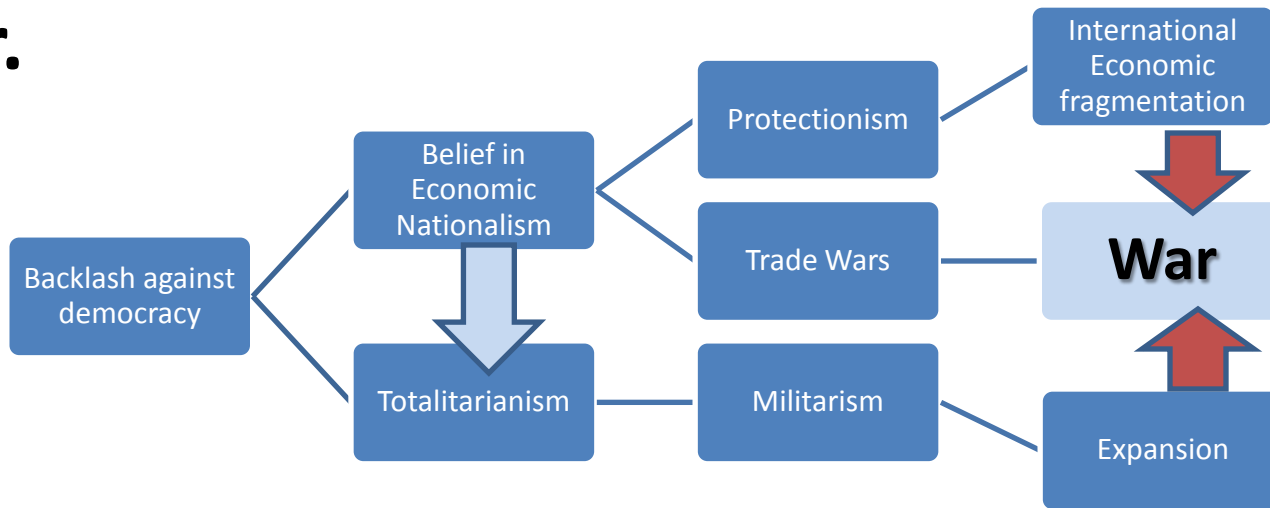 r.
International
Economic
fragmentation
Protectionism
Belief in
Economic
Nationalism
Backlash against
democracy
Trade Wars
War
Totalitarianism
Militarism
Expansion